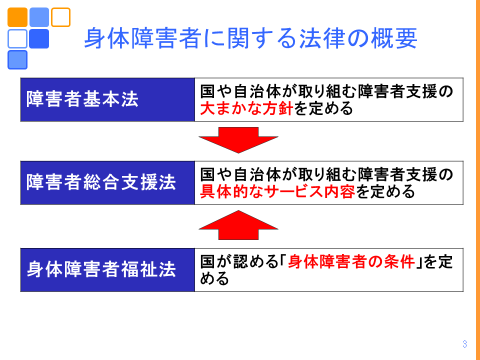 身体障害者に関する法律の概要
障害者基本法
国や自治体が取り組む障害者支援の
大まかな方針を定める
障害者総合支援法
国や自治体が取り組む障害者支援の
具体的なサービス内容を定める
身体障害者福祉法
国が認める「身体障害者の条件」を定
める
3